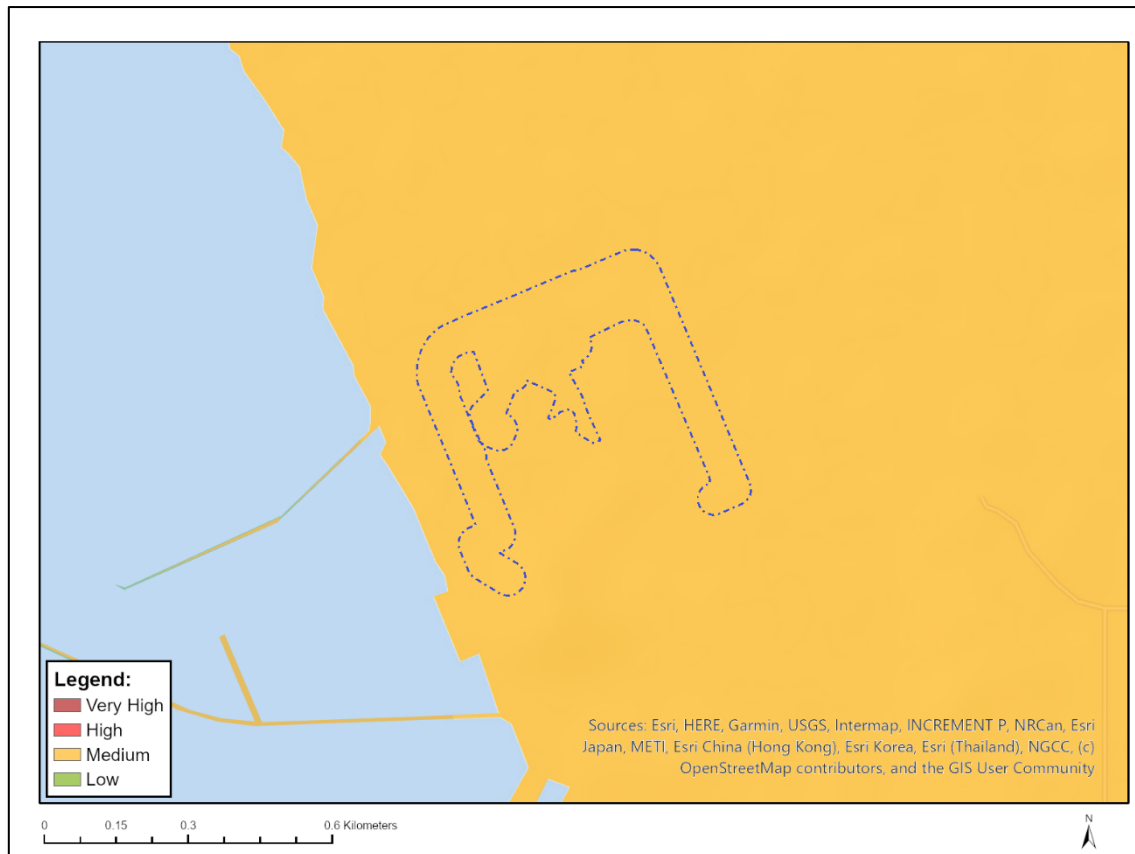 Legend:
Very High
High
Medium
Low
Sources: Esri, HERE, Garmin, USGS, Intermap, INCREMENT P, NRCan, Esri
Japan, METI, Esri China (Hong Kong), Esri Korea, Esri (Thailand), NGCC, (c)
OpenStreetMap contributors, and the GIS User Community
0 0.15 0.3 0.6 Kilometers
N